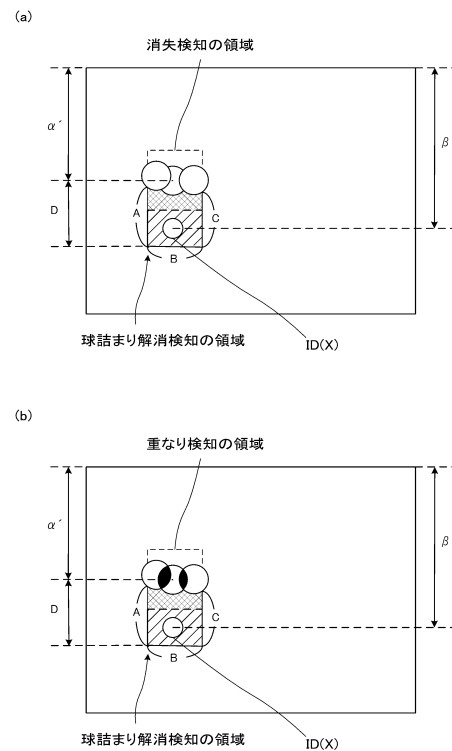 (a)
消失検知の領域
α´
β
D
A
C
B
球詰まり解消検知の領域
ID(X)
(b)
重なり検知の領域
α´
β
D
A
C
B
球詰まり解消検知の領域
ID(X)